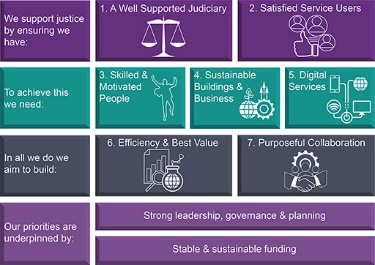 We support justice
by ensuring we
have:
1. A Well Supported Judiciary
2. Satisfied Service Users
To achieve this
we need:
3. Skilled &
Motivated
People
4. Sustainable
Buildings &
Business
5. Digital
Services
In all we do we
aim to build:
6. Efficiency & Best Value
7. Purposeful Collaboration
Our priorities are
underpinned by:
Strong leadership, governance & planning
Stable & sustainable funding